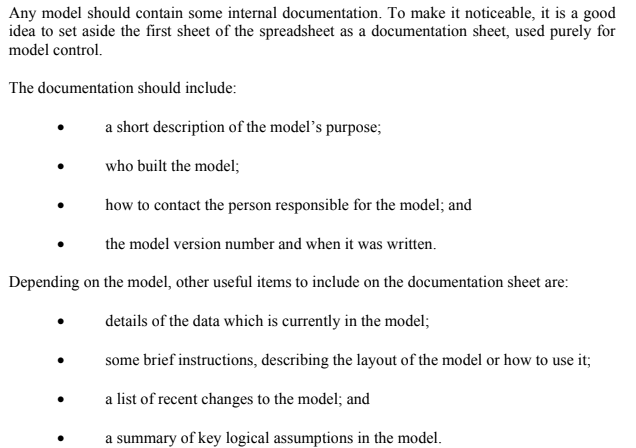 Any model should contain some internal documentation. To make it noticeable, it is a good
idea to set aside the first sheet of the spreadsheet as a documentation sheet, used purely for
model control.
The documentation should include:
• a short description of the model's purpose;
• who built the model;
• how to contact the person responsible for the model; and
• the model version number and when it was written.
Depending on the model, other useful items to include on the documentation sheet are:
• details of the data which is currently in the model;
• some brief instructions, describing the layout of the model or how to use it;
• a list of recent changes to the model; and
• a summary of key logical assumptions in the model.